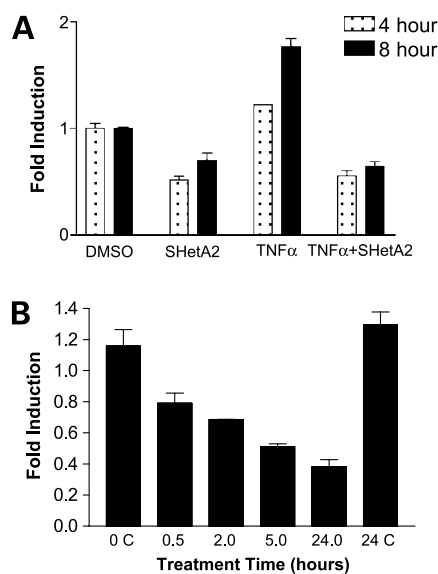 A
2
4 hour
8 hour
1
0
Fold Induction
DMSO SHetA2 TNFα TNFα+SHetA2
B
1.4
1.2
1.0
0.8
0.6
0.4
0.2
0.0
Fold Induction
0 C 0.5 2.0 5.0 24.0 24 C
Treatment Time (hours)